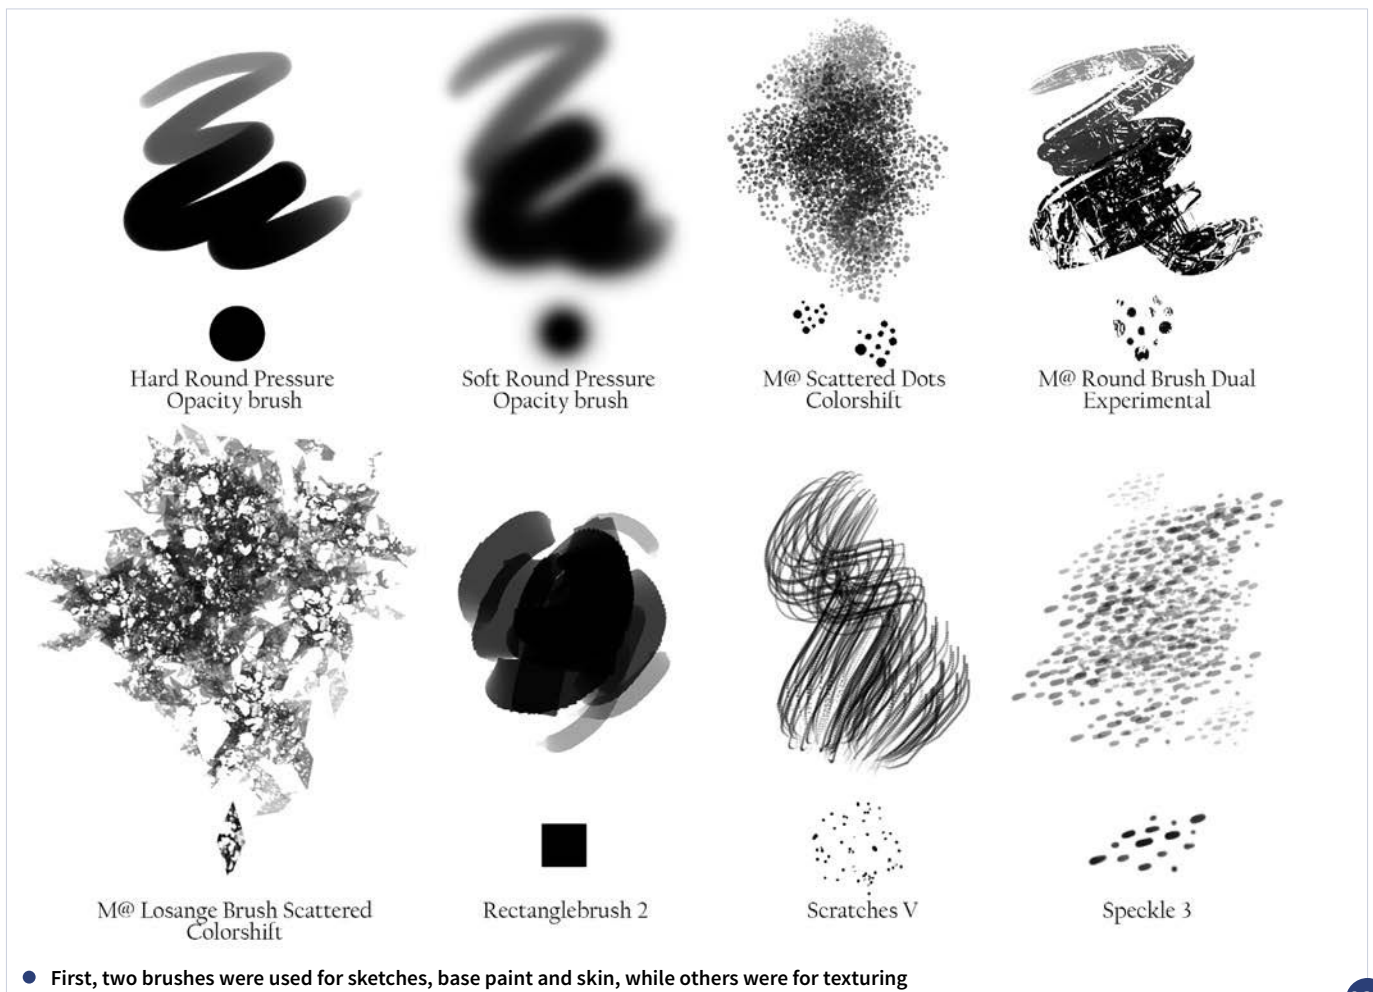 Hard Round Pressure
Opacity brush
Soft Round Pressure
Opacity brush
M@ Scattered Dots
Colorshift
M@ Round Brush Dual
Experimental
M@ Losange Brush Scattered
Colorshift
Rectanglebrush 2
Scratches V
Speckle 3
First, two brushes were used for sketches, base paint and skin, while others were for texturing